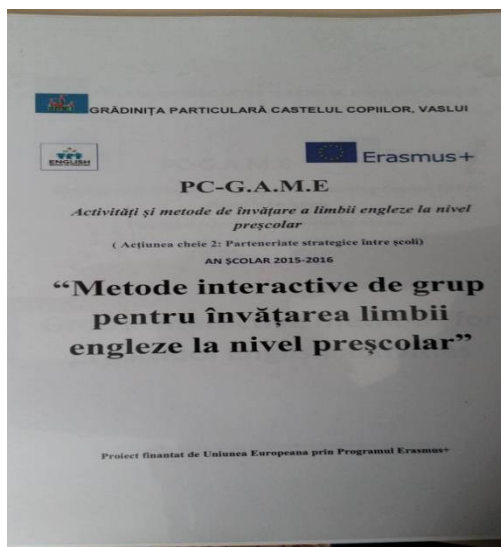 GRĂDINIȚA PARTICULARĂ CASTELUL COPIILOR, VASLUI
ENGLISH
Erasmus+
PC-G.A.M.E
Activități și metode de învățare a limbii engleze la nivel
preșcolar
( Acțiunea cheie 2: Parteneriate strategice între școli)
AN ȘCOLAR 2015-2016
“Metode interactive de grup
pentru învățarea limbii
engleze la nivel preșcolar”
Proiect finantat de Uniunea Europeana prin Programul Erasmus+